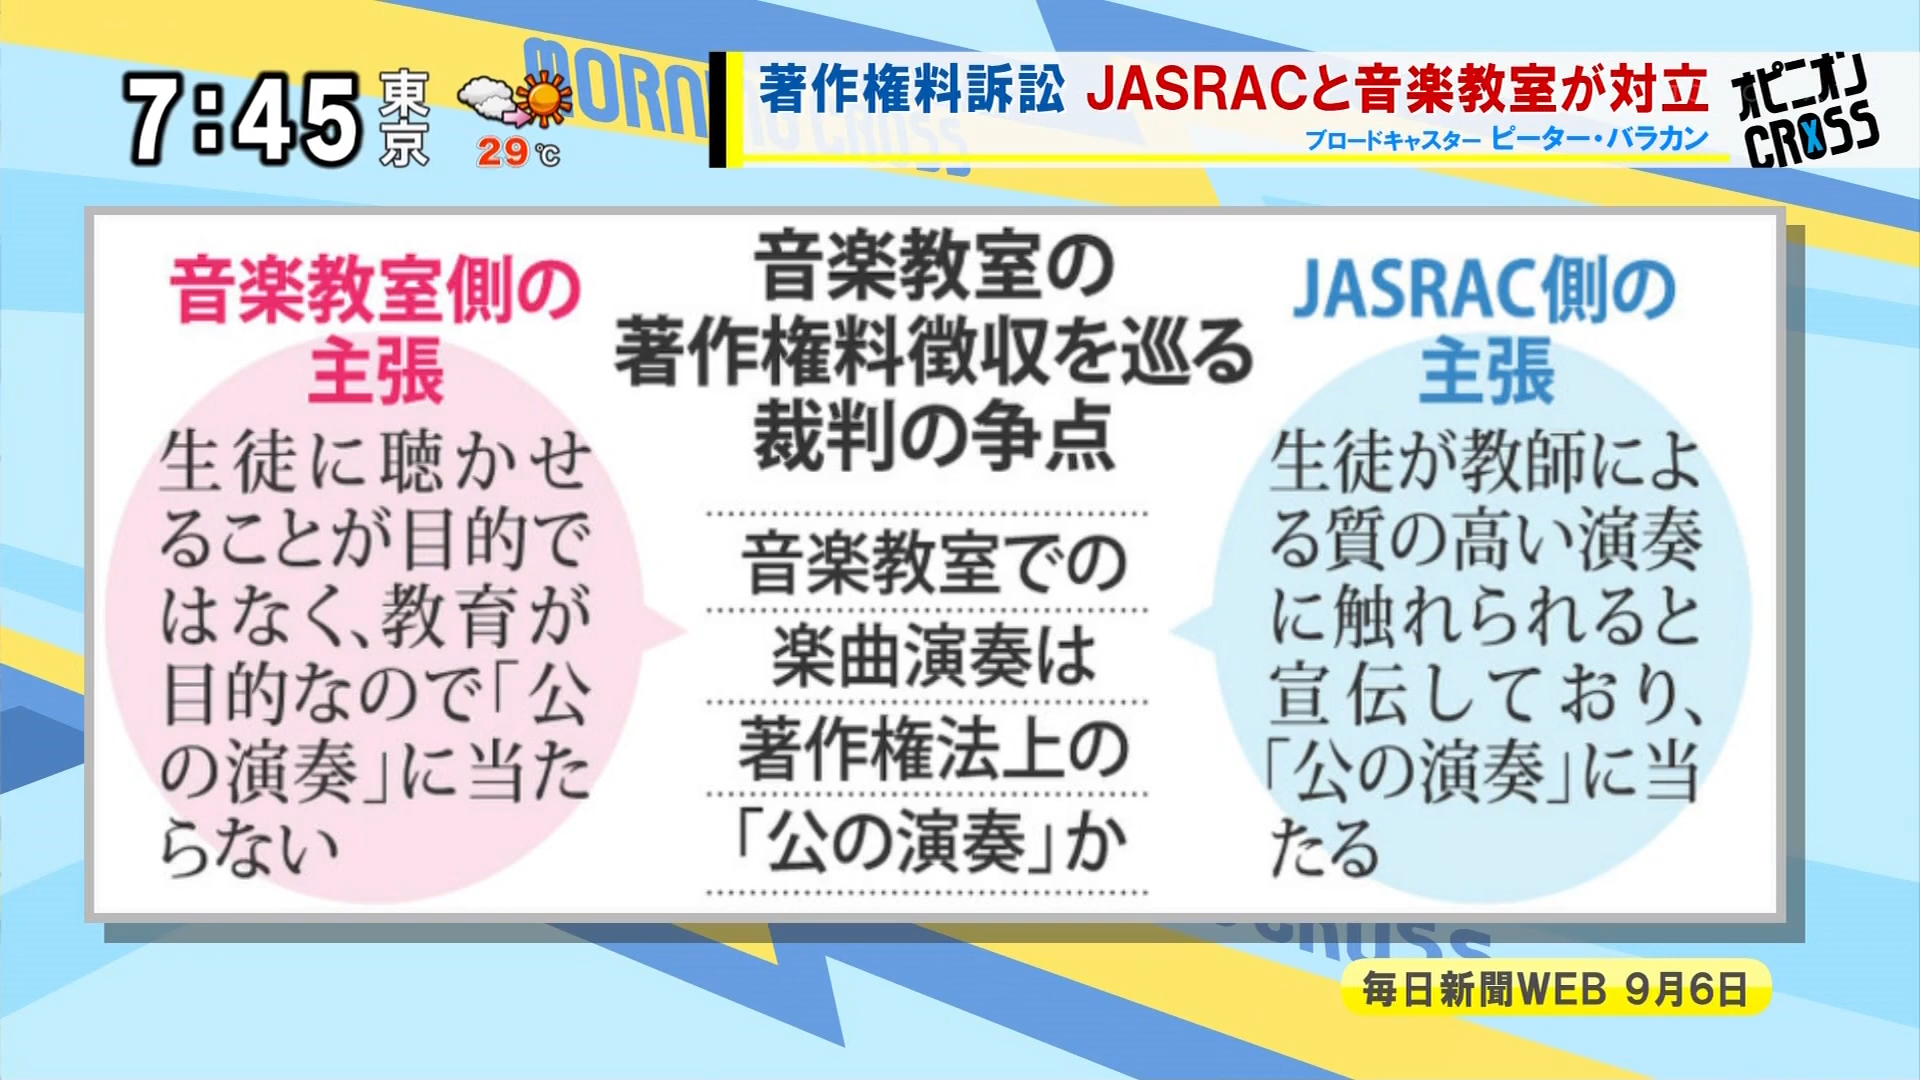 7:45
東京
29℃
MORNING CROSS
著作権料訴訟 JASRACと音楽教室が対立
ブロードキャスター ピーター・バラカン
オピニオン
CROSS
音楽教室側の
主張
生徒に聴かせ
ることが目的で
はなく、教育が
目的なので「公
の演奏」に当た
らない
音楽教室の
著作権料徴収を巡る
裁判の争点
音楽教室での
楽曲演奏は
著作権法上の
「公の演奏」か
JASRAC側の
主張
生徒が教師によ
る質の高い演奏
に触れられると
宣伝しており、
「公の演奏」に当
たる
CROSS
毎日新聞WEB 9月6日